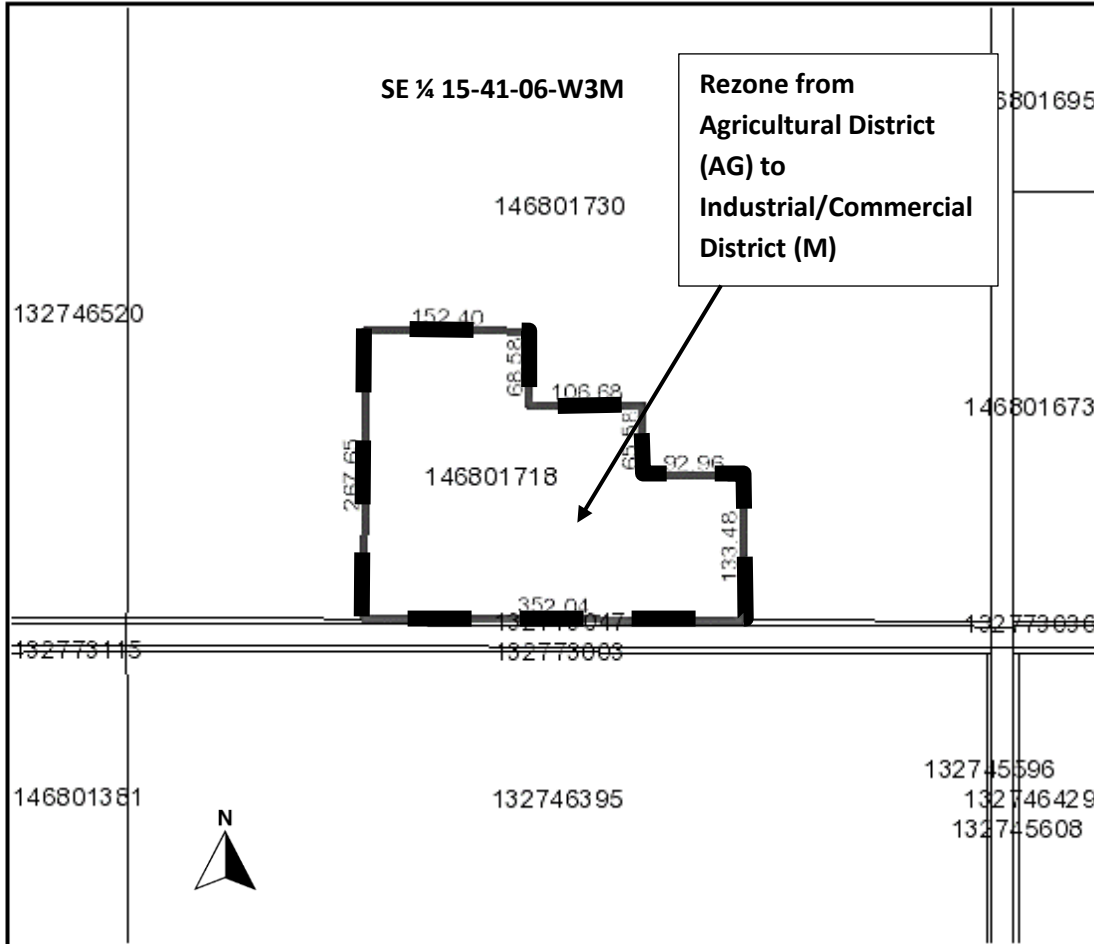 SE ¼ 15-41-06-W3M
Rezone from
Agricultural District
(AG) to
Industrial/Commercial
District (M)
146801730
132746520
152.40
68.58
106.68
146801673
92.96
267.65
146801718
133.48
352.04
132773036
132773115
132773003
146801381
132746395
132745596
132746429
132745608
N